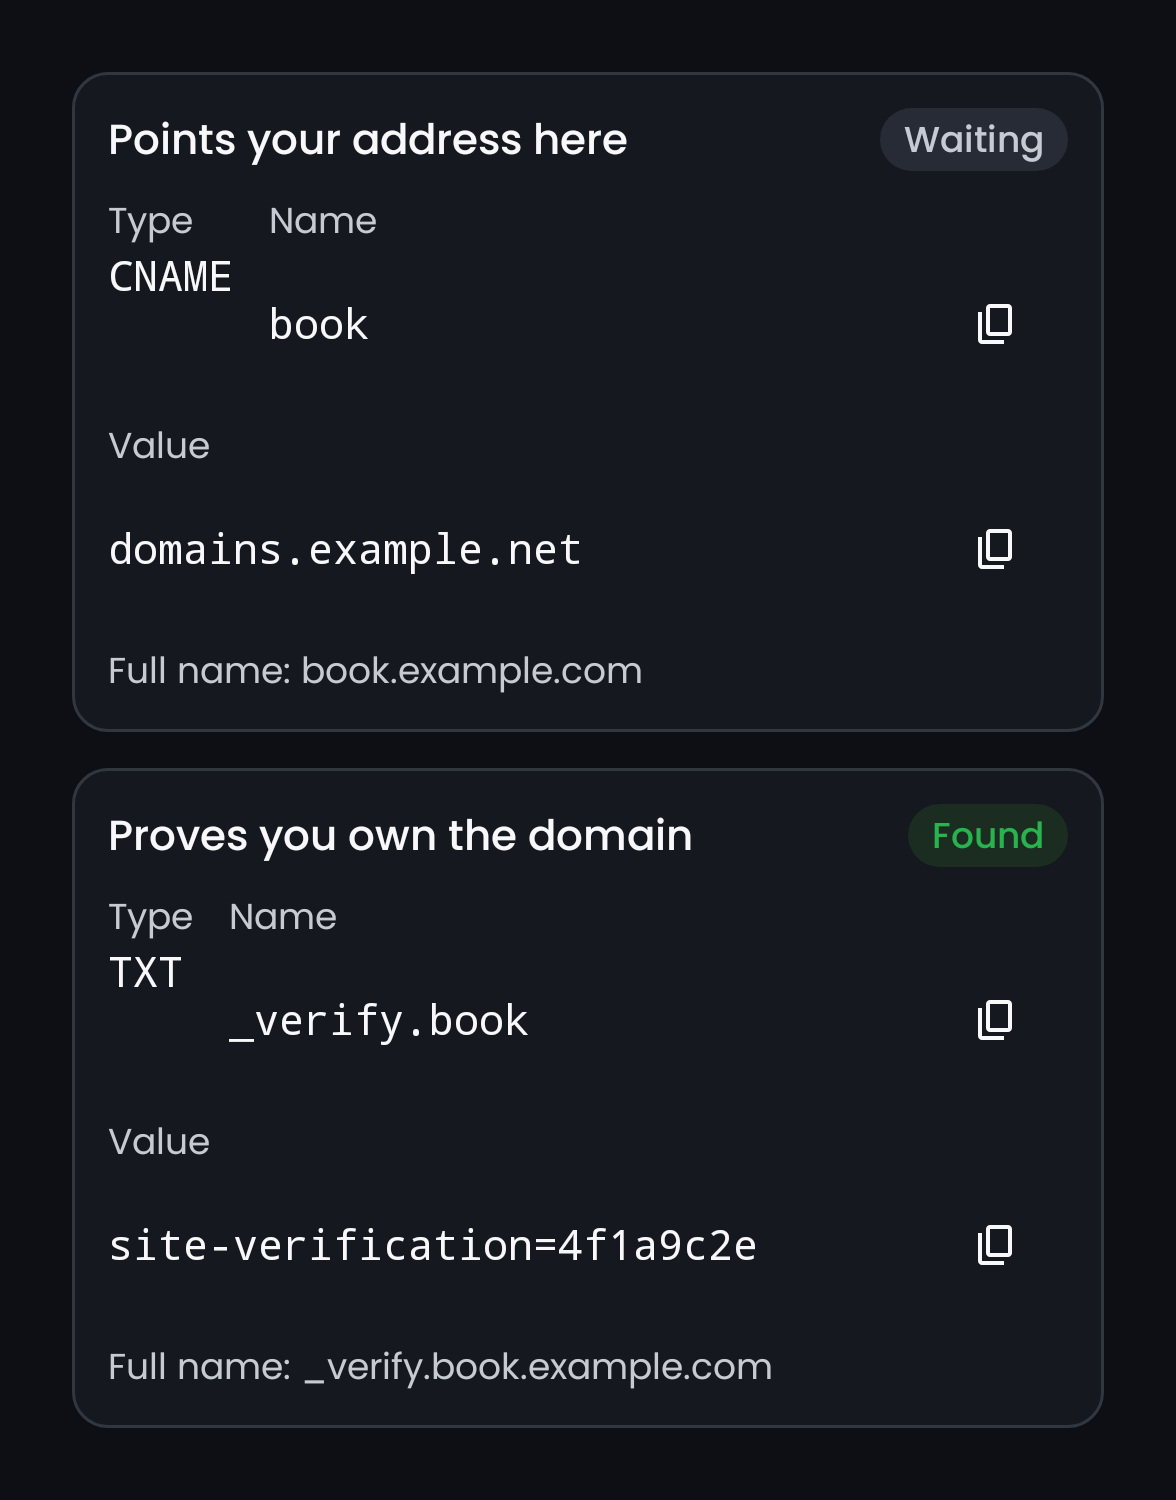 Points your address here
Waiting
Type Name
CNAME
book
Value
domains.example.net
Full name: book.example.com
Proves you own the domain
Found
Type Name
TXT
_verify.book
Value
site-verification=4f1a9c2e
Full name: _verify.book.example.com